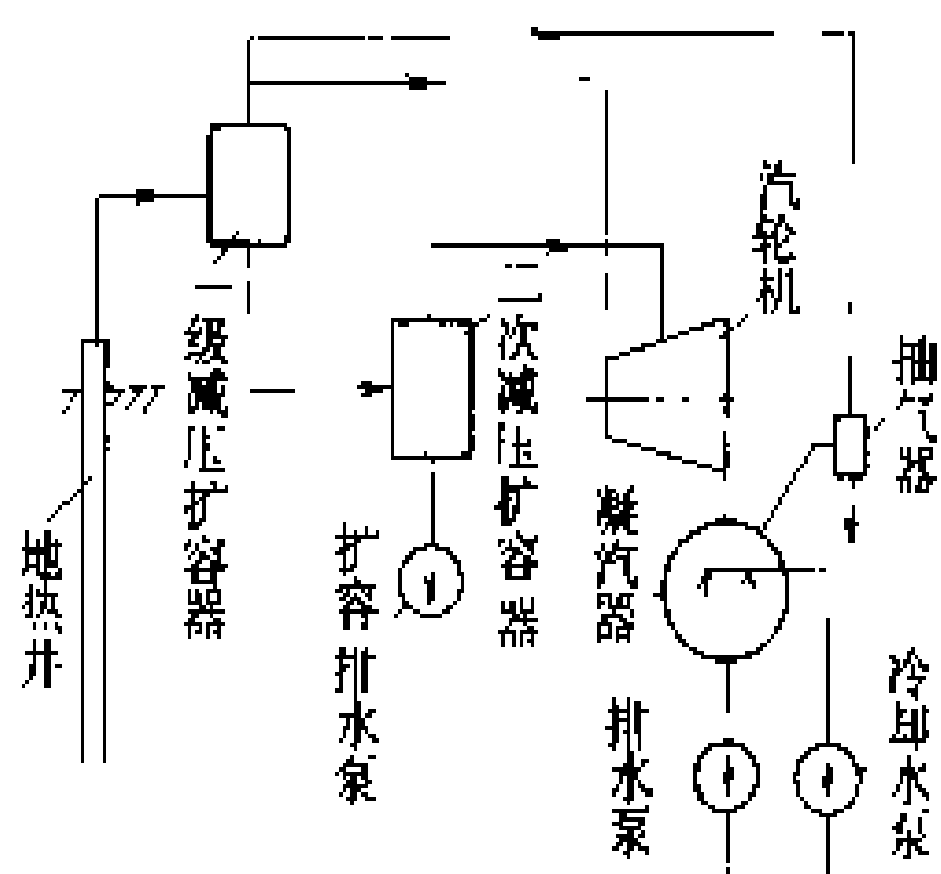 地热井
一级减压扩容器
扩容排水泵
二次减压扩容器
凝汽器
排水泵
汽轮机
抽气器
冷却水泵